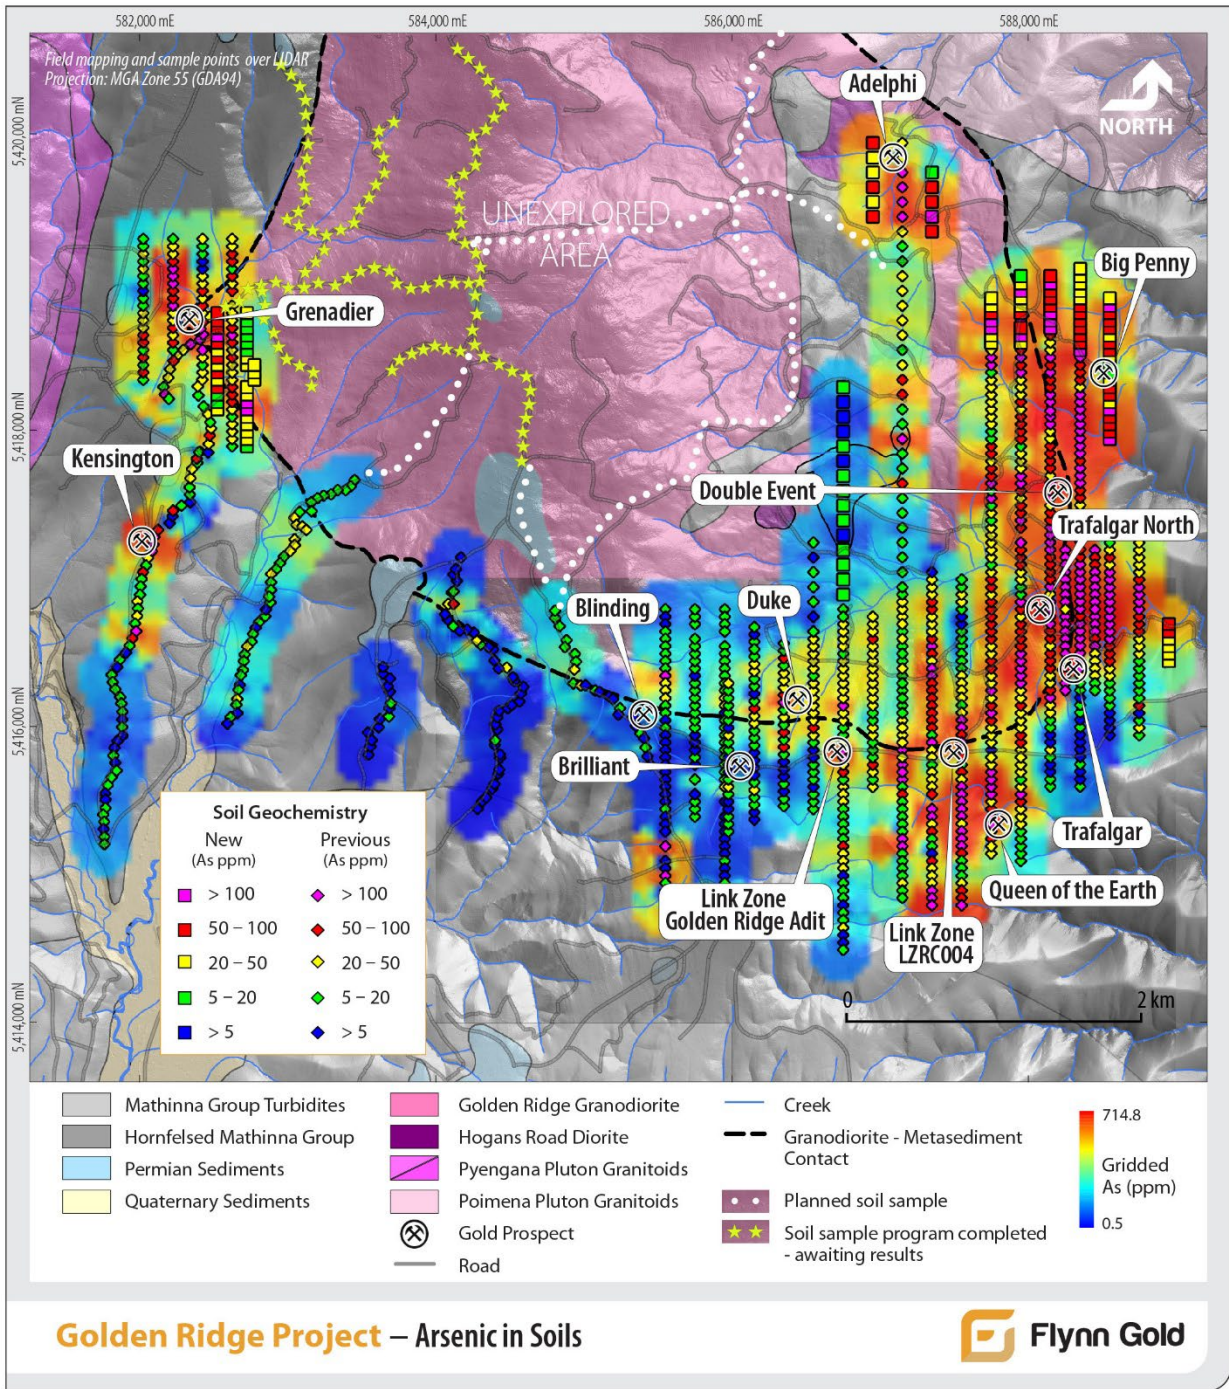 582,000 mE
584,000 mE
586,000 mE
588,000 mE
Field mapping and sample points over LIDAR
Projection: MGA Zone 55 (GDA94)
NORTH
5,420,000 mN
5,418,000 mN
5,416,000 mN
5,414,000 mN
Adelphi
UNEXPLORED
AREA
Big Penny
Grenadier
Kensington
Double Event
Trafalgar North
Blinding
Duke
Brilliant
Trafalgar
Link Zone
Golden Ridge Adit
Queen of the Earth
Link Zone
LZRC004
0 2 km
Soil Geochemistry
New Previous
(As ppm) (As ppm)
> 100 > 100
50 – 100 50 – 100
20 – 50 20 – 50
5 – 20 5 – 20
> 5 > 5
Mathinna Group Turbidites
Hornfelsed Mathinna Group
Permian Sediments
Quaternary Sediments
Golden Ridge Granodiorite
Hogans Road Diorite
Pyengana Pluton Granitoids
Poimena Pluton Granitoids
Gold Prospect
Road
Creek
Granodiorite - Metasediment
Contact
Planned soil sample
Soil sample program completed
- awaiting results
714.8
Gridded
As (ppm)
0.5
Golden Ridge Project – Arsenic in Soils
Flynn Gold